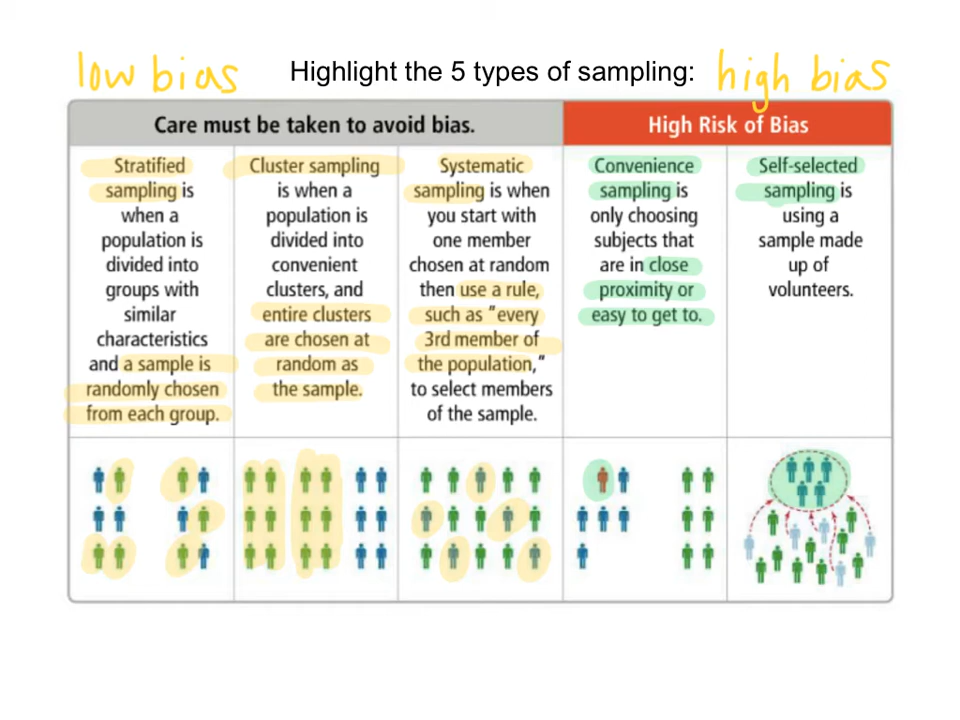 low bias
Highlight the 5 types of sampling:
high bias
Care must be taken to avoid bias.
High Risk of Bias
Stratified
sampling is
when a
population is
divided into
groups with
similar
characteristics
and a sample is
randomly chosen
from each group.
Cluster sampling
is when a
population is
divided into
convenient
clusters, and
entire clusters
are chosen at
random as
the sample.
Systematic
sampling is when
you start with
one member
chosen at random
then use a rule,
such as "every
3rd member of
the population,"
to select members
of the sample.
Convenience
sampling is
only choosing
subjects that
are in close
proximity or
easy to get to.
Self-selected
sampling is
using a
sample made
up of
volunteers.